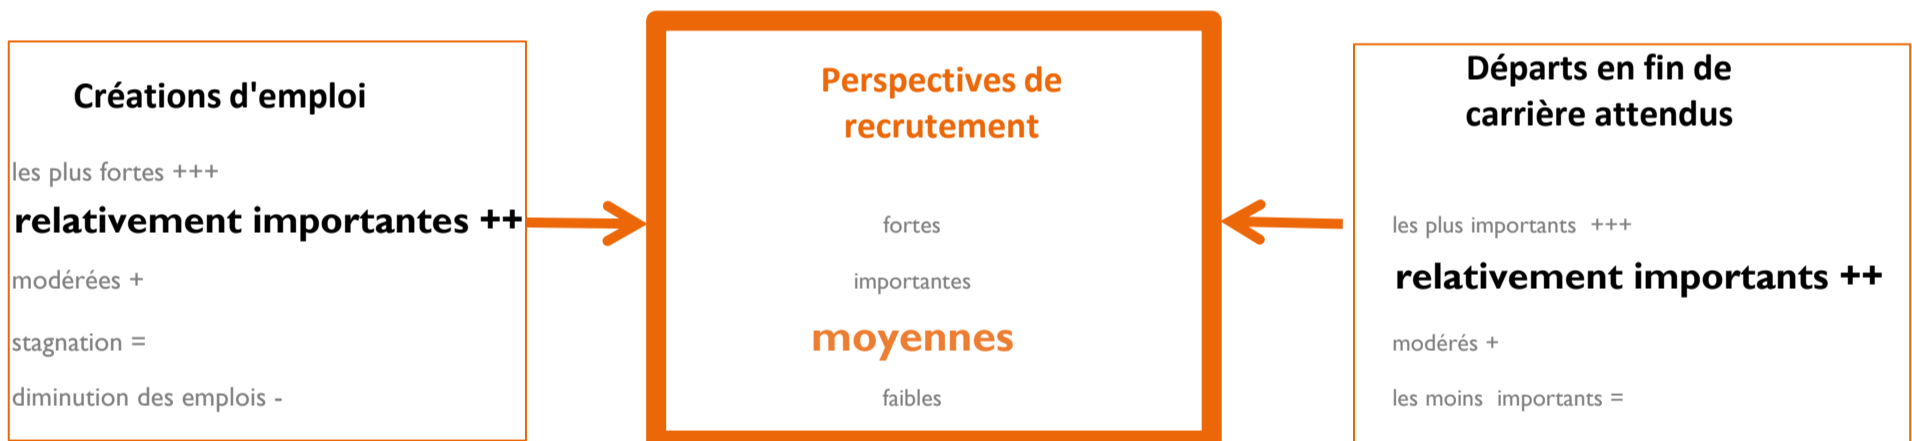 Créations d'emploi
les plus fortes +++
relativement importantes ++
modérées +
stagnation =
diminution des emplois -
Perspectives de
recrutement
fortes
importantes
moyennes
faibles
Départs en fin de
carrière attendus
les plus importants +++
relativement importants ++
modérés +
les moins importants =